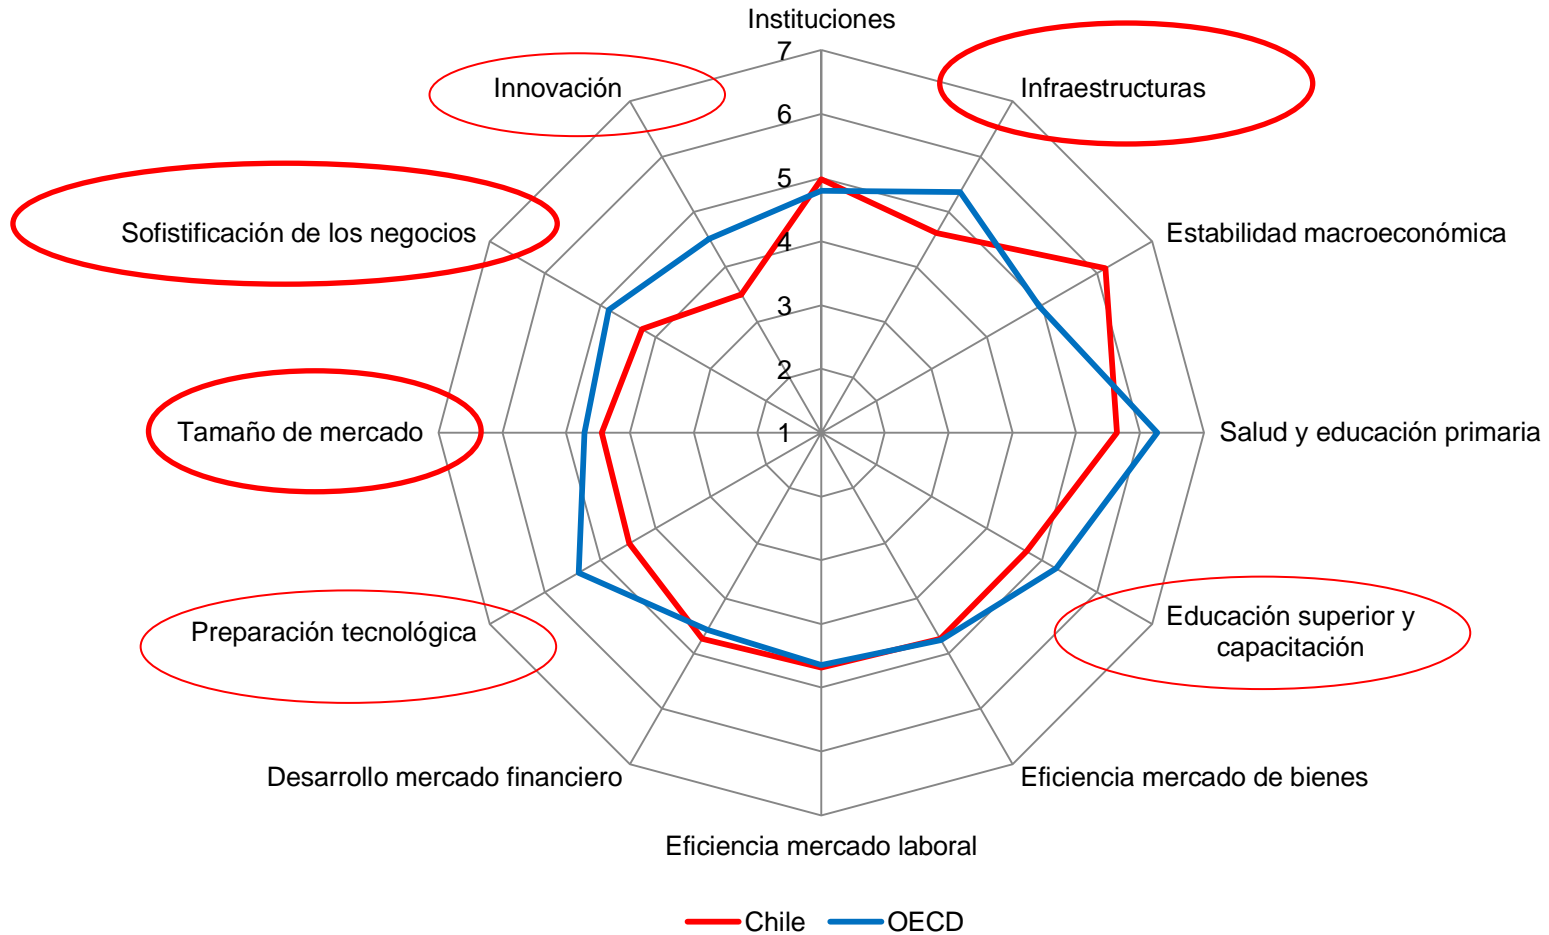 Instituciones
7
Innovación
Infraestructuras
6
5
Sofistificación de los negocios
Estabilidad macroeconómica
4
3
2
Tamaño de mercado
1
Salud y educación primaria
Preparación tecnológica
Educación superior y
capacitación
Desarrollo mercado financiero
Eficiencia mercado de bienes
Eficiencia mercado laboral
Chile
OECD